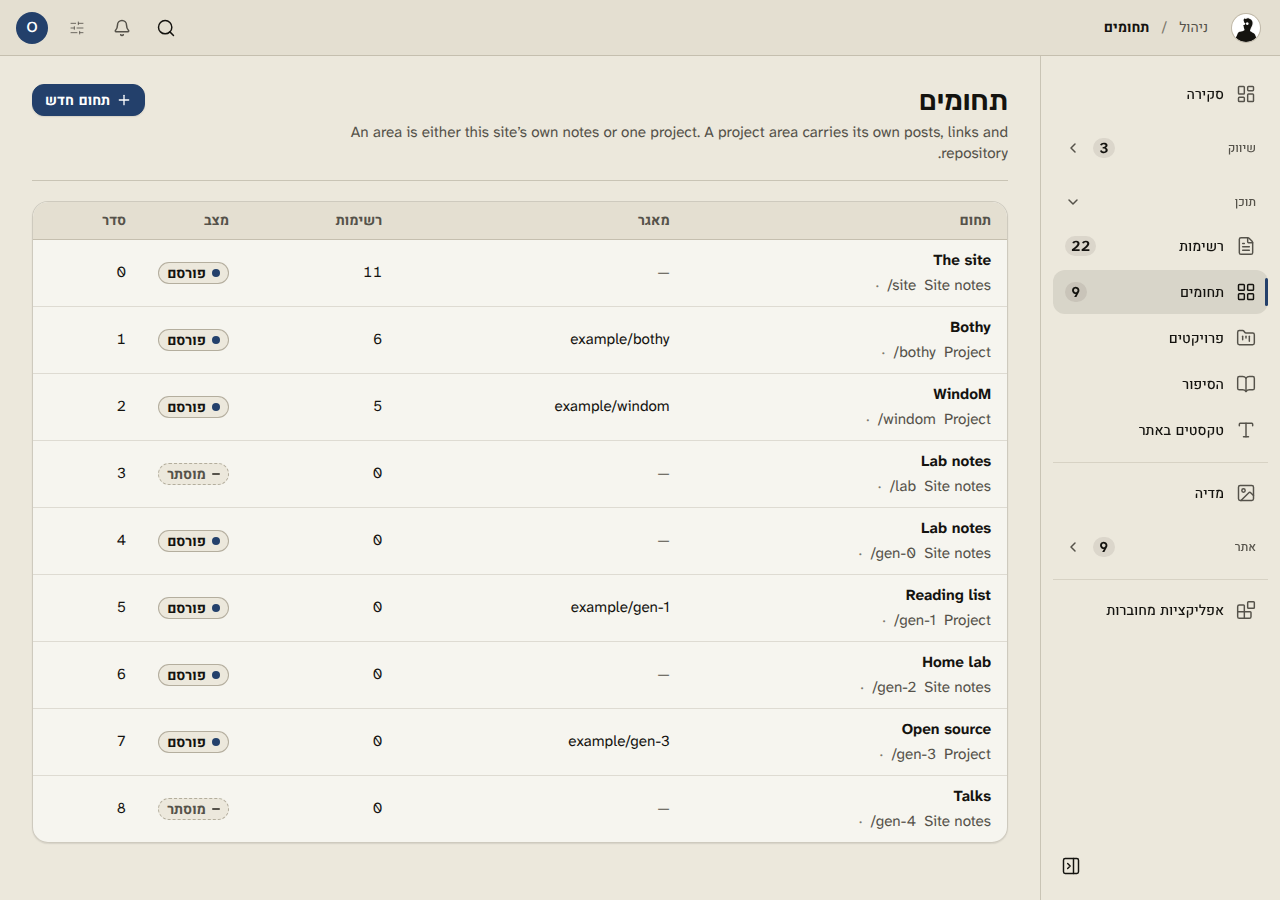 ניהול / תחומים
O
סקירה
שיווק 3
תוכן
רשימות 22
תחומים 9
פרויקטים
הסיפור
טקסטים באתר
מדיה
אתר 9
אפליקציות מחוברות
תחומים
+ תחום חדש
An area is either this site's own notes or one project. A project area carries its own posts, links and
repository.
תחום מאגר רשימות מצב סדר
The site — 11 פורסם 0
Site notes /site ·
Bothy example/bothy 6 פורסם 1
Project /bothy ·
WindoM example/windom 5 פורסם 2
Project /windom ·
Lab notes — 0 מוסתר 3
Site notes /lab ·
Lab notes — 0 פורסם 4
Site notes /gen-0 ·
Reading list example/gen-1 0 פורסם 5
Project /gen-1 ·
Home lab — 0 פורסם 6
Site notes /gen-2 ·
Open source example/gen-3 0 פורסם 7
Project /gen-3 ·
Talks — 0 מוסתר 8
Site notes /gen-4 ·